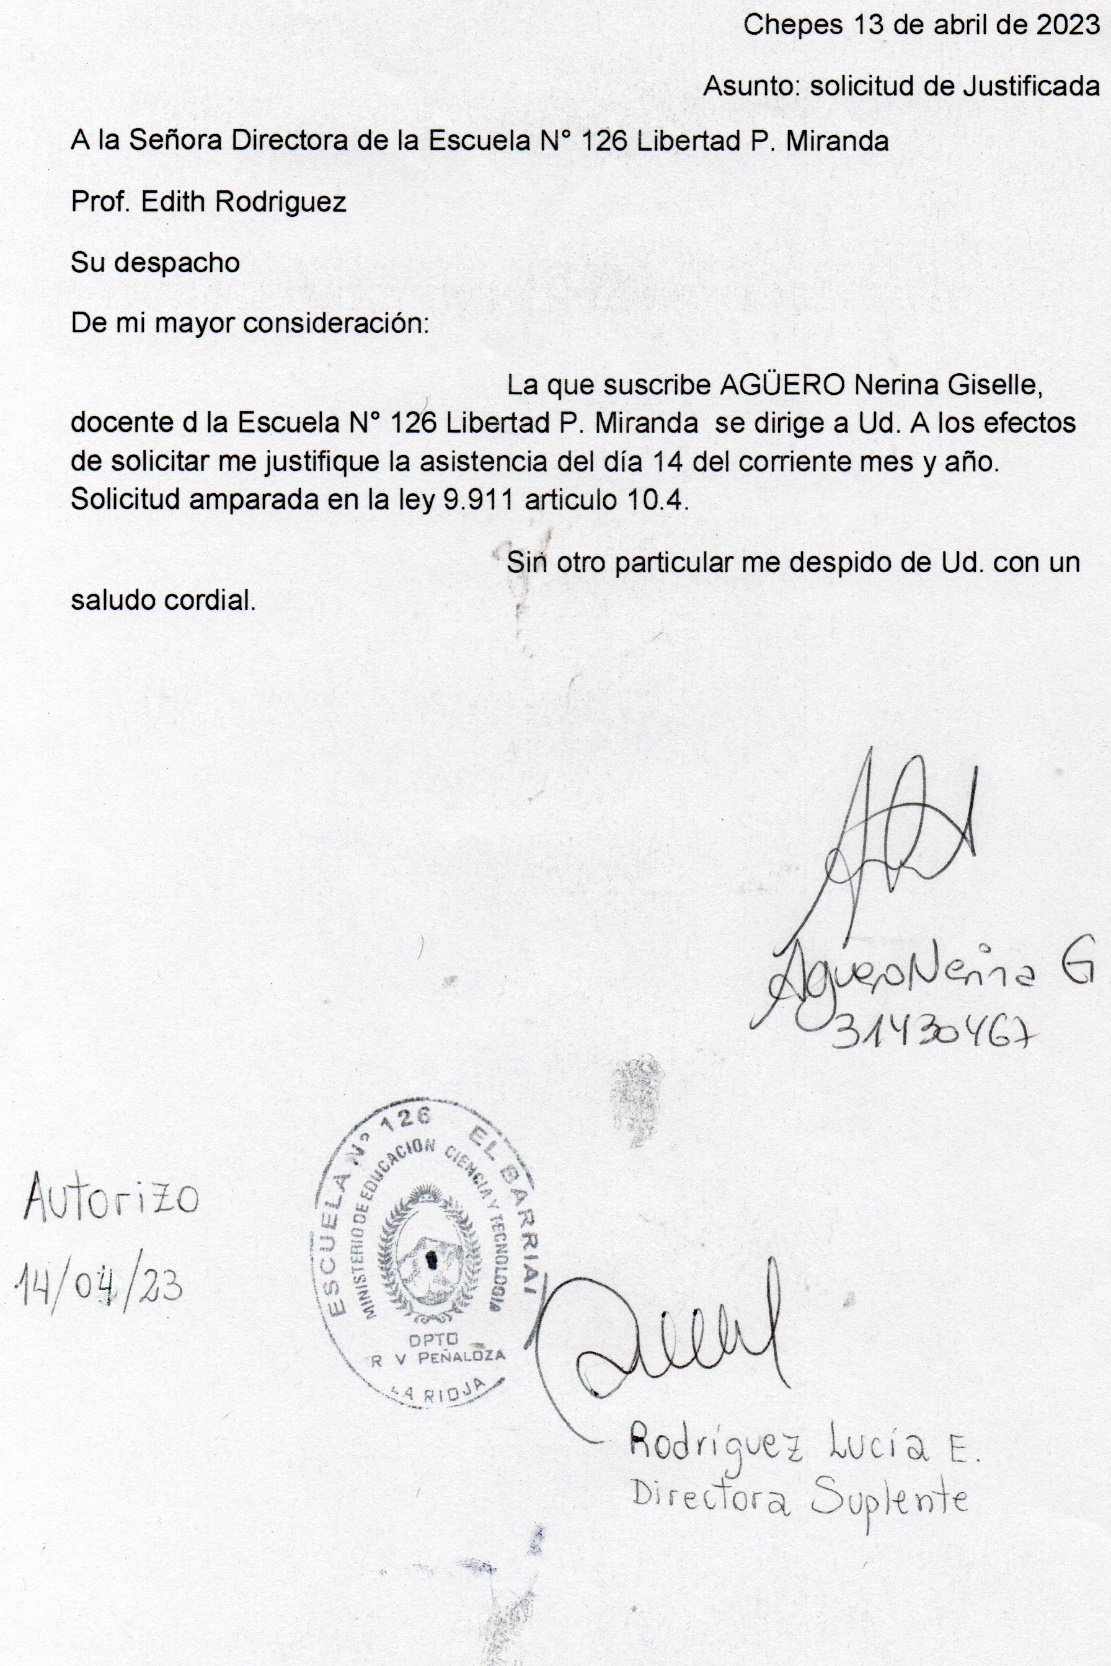 Chepes 13 de abril de 2023
Asunto: solicitud de Justificada
A la Señora Directora de la Escuela N° 126 Libertad P. Miranda
Prof. Edith Rodriguez
Su despacho
De mi mayor consideración:
La que suscribe AGÜERO Nerina Giselle,
docente d la Escuela N° 126 Libertad P. Miranda se dirige a Ud. A los efectos
de solicitar me justifique la asistencia del día 14 del corriente mes y año.
Solicitud amparada en la ley 9.911 articulo 10.4.
Sin otro particular me despido de Ud. con un
saludo cordial.
Agüero Nerina G
31430467
Autorizo
14/04/23
ESCUELA N° 126 EL BARRIAL
MINISTERIO DE EDUCACION CIENCIA Y TECNOLOGIA
DPTO
R V PEÑALOZA
LA RIOJA
Rodríguez Lucía E.
Directora Suplente